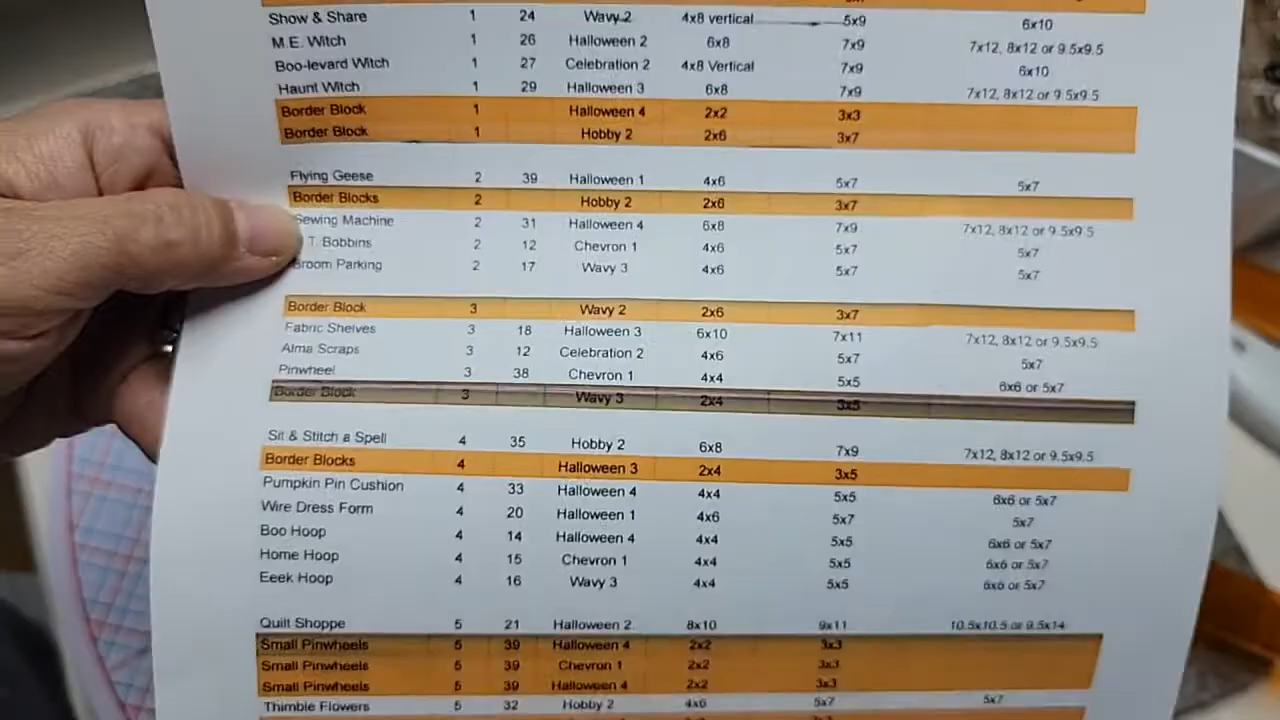 Show & Share 1 24 Wavy 2 4x8 vertical 5x9 6x10
M.E. Witch 1 26 Halloween 2 6x8 7x9 7x12, 8x12 or 9.5x9.5
Boo-levard Witch 1 27 Celebration 2 4x8 Vertical 7x9 6x10
Haunt Witch 1 29 Halloween 3 6x8 7x9 7x12, 8x12 or 9.5x9.5
Border Block 1 Halloween 4 2x2 3x3
Border Block 1 Hobby 2 2x6 3x7
Flying Geese 2 39 Halloween 1 4x6 5x7 5x7
Border Blocks 2 Hobby 2 2x6 3x7
Sewing Machine 2 31 Halloween 4 6x8 7x9 7x12, 8x12 or 9.5x9.5
T. Bobbins 2 12 Chevron 1 4x6 5x7 5x7
Broom Parking 2 17 Wavy 3 4x6 5x7 5x7
Border Block 3 Wavy 2 2x6 3x7
Fabric Shelves 3 18 Halloween 3 6x10 7x11 7x12, 8x12 or 9.5x9.5
Alma Scraps 3 12 Celebration 2 4x6 5x7 5x7
Pinwheel 3 38 Chevron 1 4x4 5x5 6x6 or 5x7
Border Block 3 Wavy 3 2x4 3x5
Sit & Stitch a Spell 4 35 Hobby 2 6x8 7x9 7x12, 8x12 or 9.5x9.5
Border Blocks 4 Halloween 3 2x4 3x5
Pumpkin Pin Cushion 4 33 Halloween 4 4x4 5x5 6x6 or 5x7
Wire Dress Form 4 20 Halloween 1 4x6 5x7 5x7
Boo Hoop 4 14 Halloween 4 4x4 5x5 6x6 or 5x7
Home Hoop 4 15 Chevron 1 4x4 5x5 6x6 or 5x7
Eeek Hoop 4 16 Wavy 3 4x4 5x5 6x6 or 5x7
Quilt Shoppe 5 21 Halloween 2 8x10 9x11 10.5x10.5 or 9.5x14
Small Pinwheels 5 39 Halloween 4 2x2 3x3
Small Pinwheels 5 39 Chevron 1 2x2 3x3
Small Pinwheels 5 39 Halloween 4 2x2 3x3
Thimble Flowers 5 32 Hobby 2 4x6 5x7 5x7